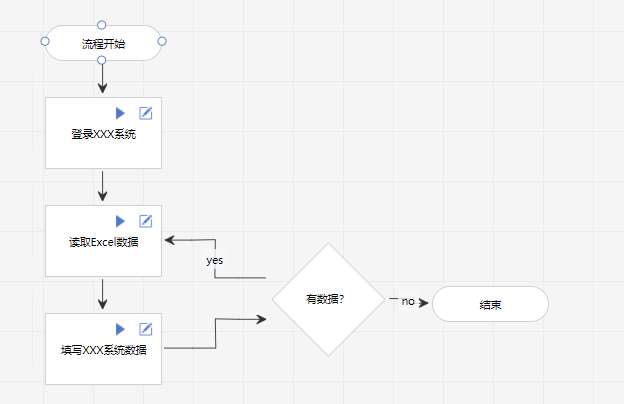 流程开始
登录XXX系统
读取Excel数据
yes
有数据?
no
结束
填写XXX系统数据